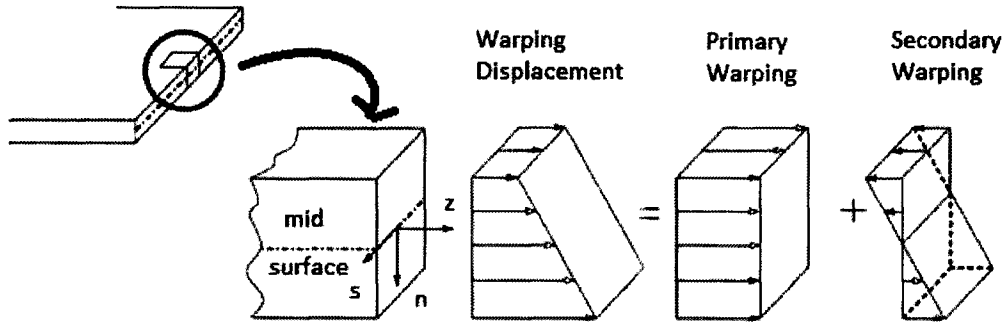 Warping
Displacement
Primary
Warping
Secondary
Warping
mid
surface
z
s
n
=
+